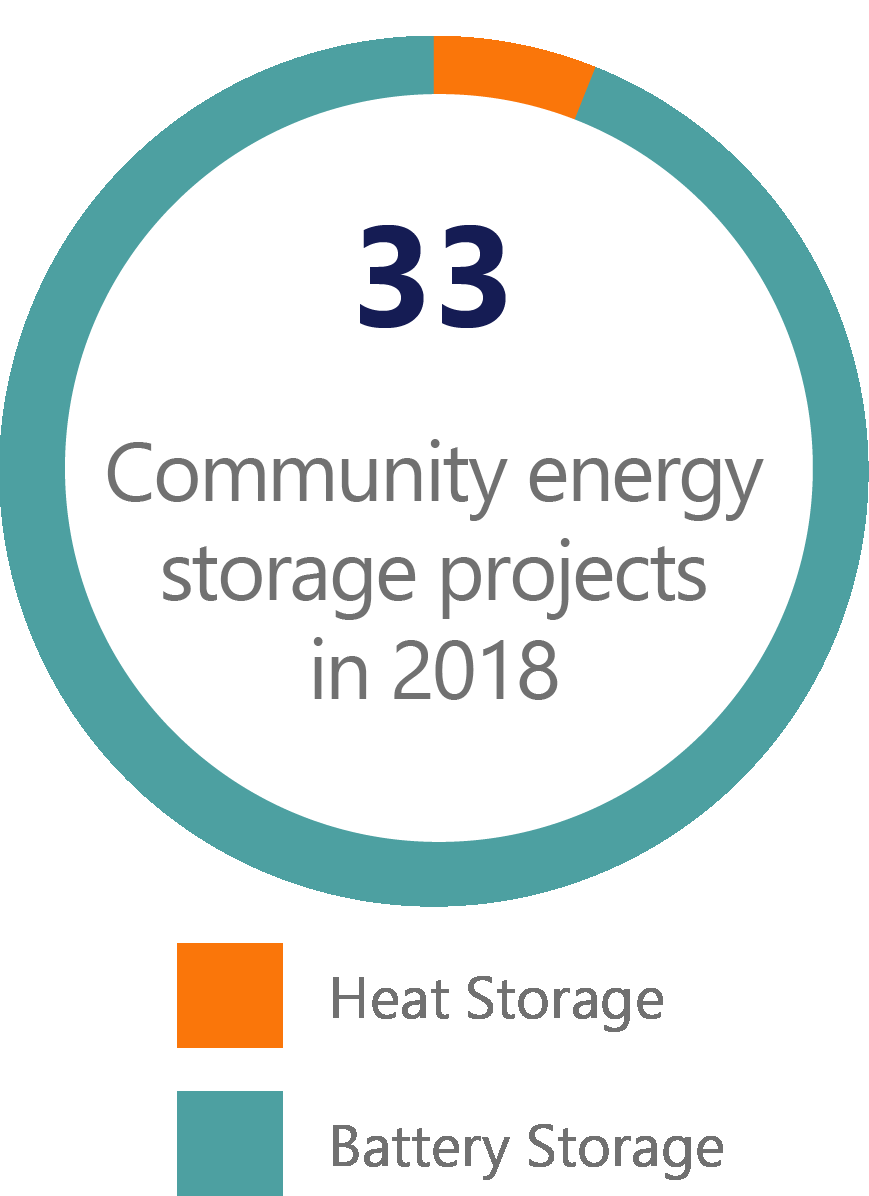 33
Community energy
storage projects
in 2018
Heat Storage
Battery Storage